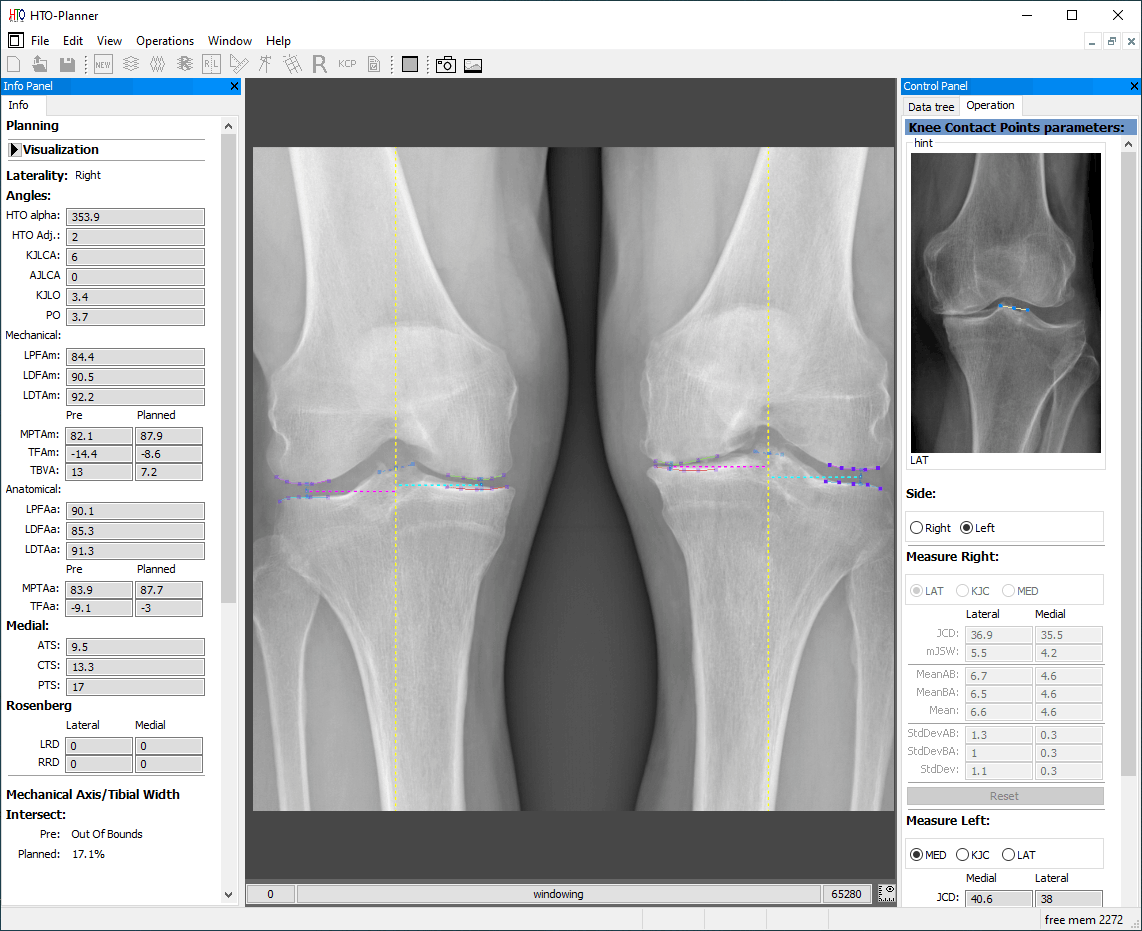 HTO HTO-Planner
File Edit View Operations Window Help
NEW R R|L R KCP
Info Panel
Info
Planning
Visualization
Laterality: Right
Angles:
HTO alpha: 353.9
HTO Adj.: 2
KJLCA: 6
AJLCA 0
KJLO 3.4
PO 3.7
Mechanical:
LPFAm: 84.4
LDFAm: 90.5
LDTAm: 92.2
Pre Planned
MPTAm: 82.1 87.9
TFAm: -14.4 -8.6
TBVA: 13 7.2
Anatomical:
LPFAa: 90.1
LDFAa: 85.3
LDTAa: 91.3
Pre Planned
MPTAa: 83.9 87.7
TFAa: -9.1 -3
Medial:
ATS: 9.5
CTS: 13.3
PTS: 17
Rosenberg
Lateral Medial
LRD 0 0
RRD 0 0
Mechanical Axis/Tibial Width
Intersect:
Pre: Out Of Bounds
Planned: 17.1%
0 windowing 65280
Control Panel
Data tree Operation
Knee Contact Points parameters:
hint
LAT
Side:
Right Left
Measure Right:
LAT KJC MED
Lateral Medial
JCD: 36.9 35.5
mJSW: 5.5 4.2
MeanAB: 6.7 4.6
MeanBA: 6.5 4.6
Mean: 6.6 4.6
StdDevAB: 1.3 0.3
StdDevBA: 1 0.3
StdDev: 1.1 0.3
Reset
Measure Left:
MED KJC LAT
Medial Lateral
JCD: 40.6 38
free mem 2272